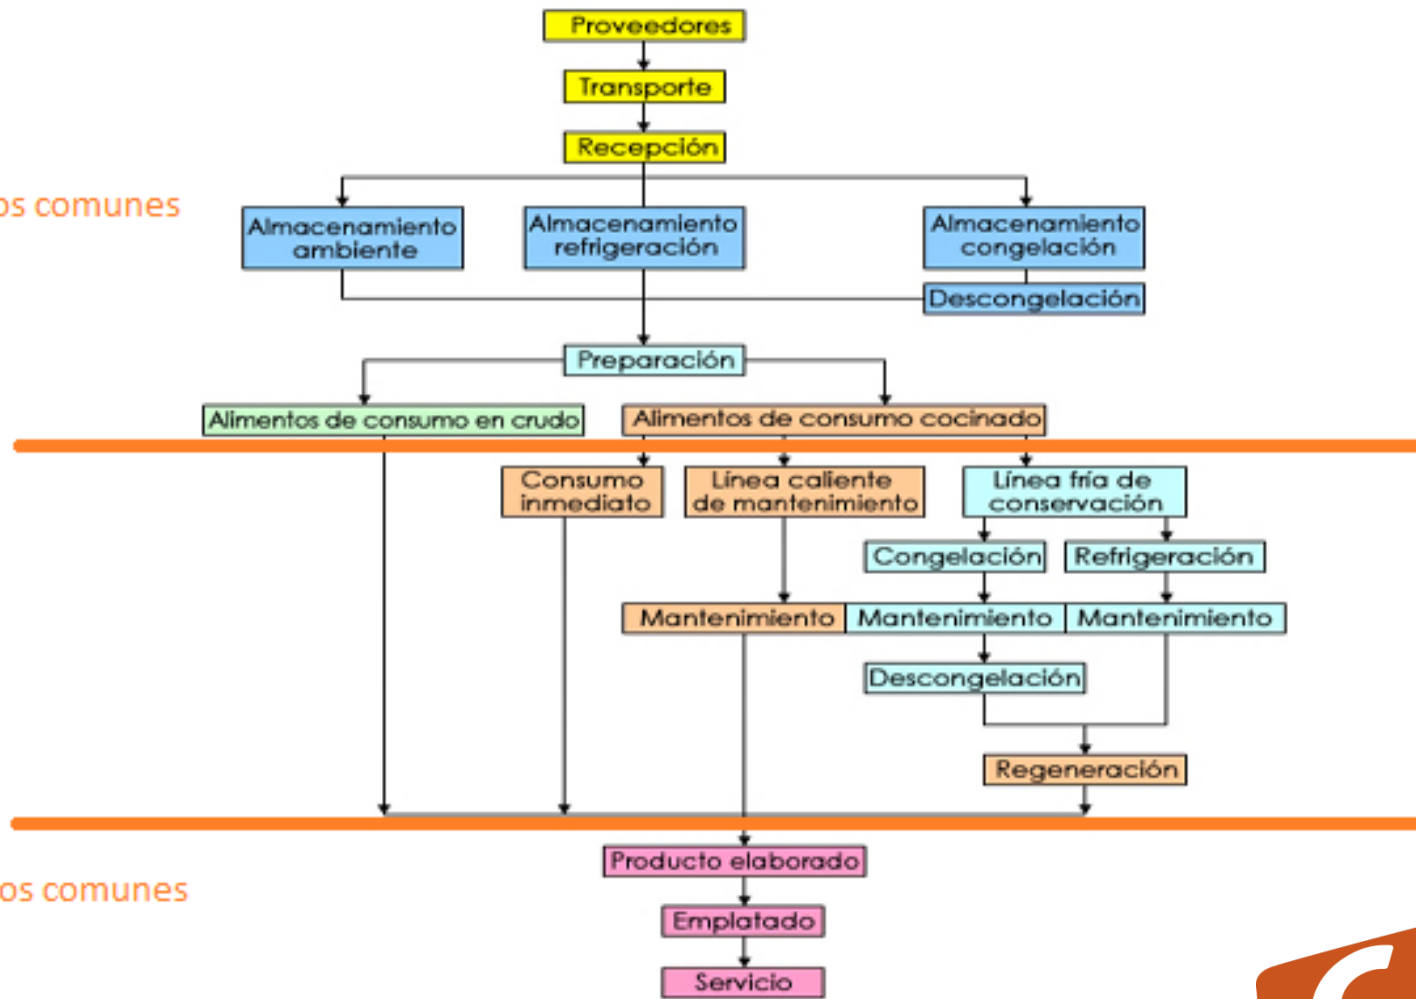 Proveedores
Transporte
Recepción
os comunes
Almacenamiento
ambiente
Almacenamiento
refrigeración
Almacenamiento
congelación
Descongelación
Preparación
Alimentos de consumo en crudo
Alimentos de consumo cocinado
Consumo
inmediato
Línea caliente
de mantenimiento
Línea fría de
conservación
Congelación
Refrigeración
Mantenimiento
Mantenimiento
Mantenimiento
Descongelación
Regeneración
Producto elaborado
os comunes
Emplatado
Servicio